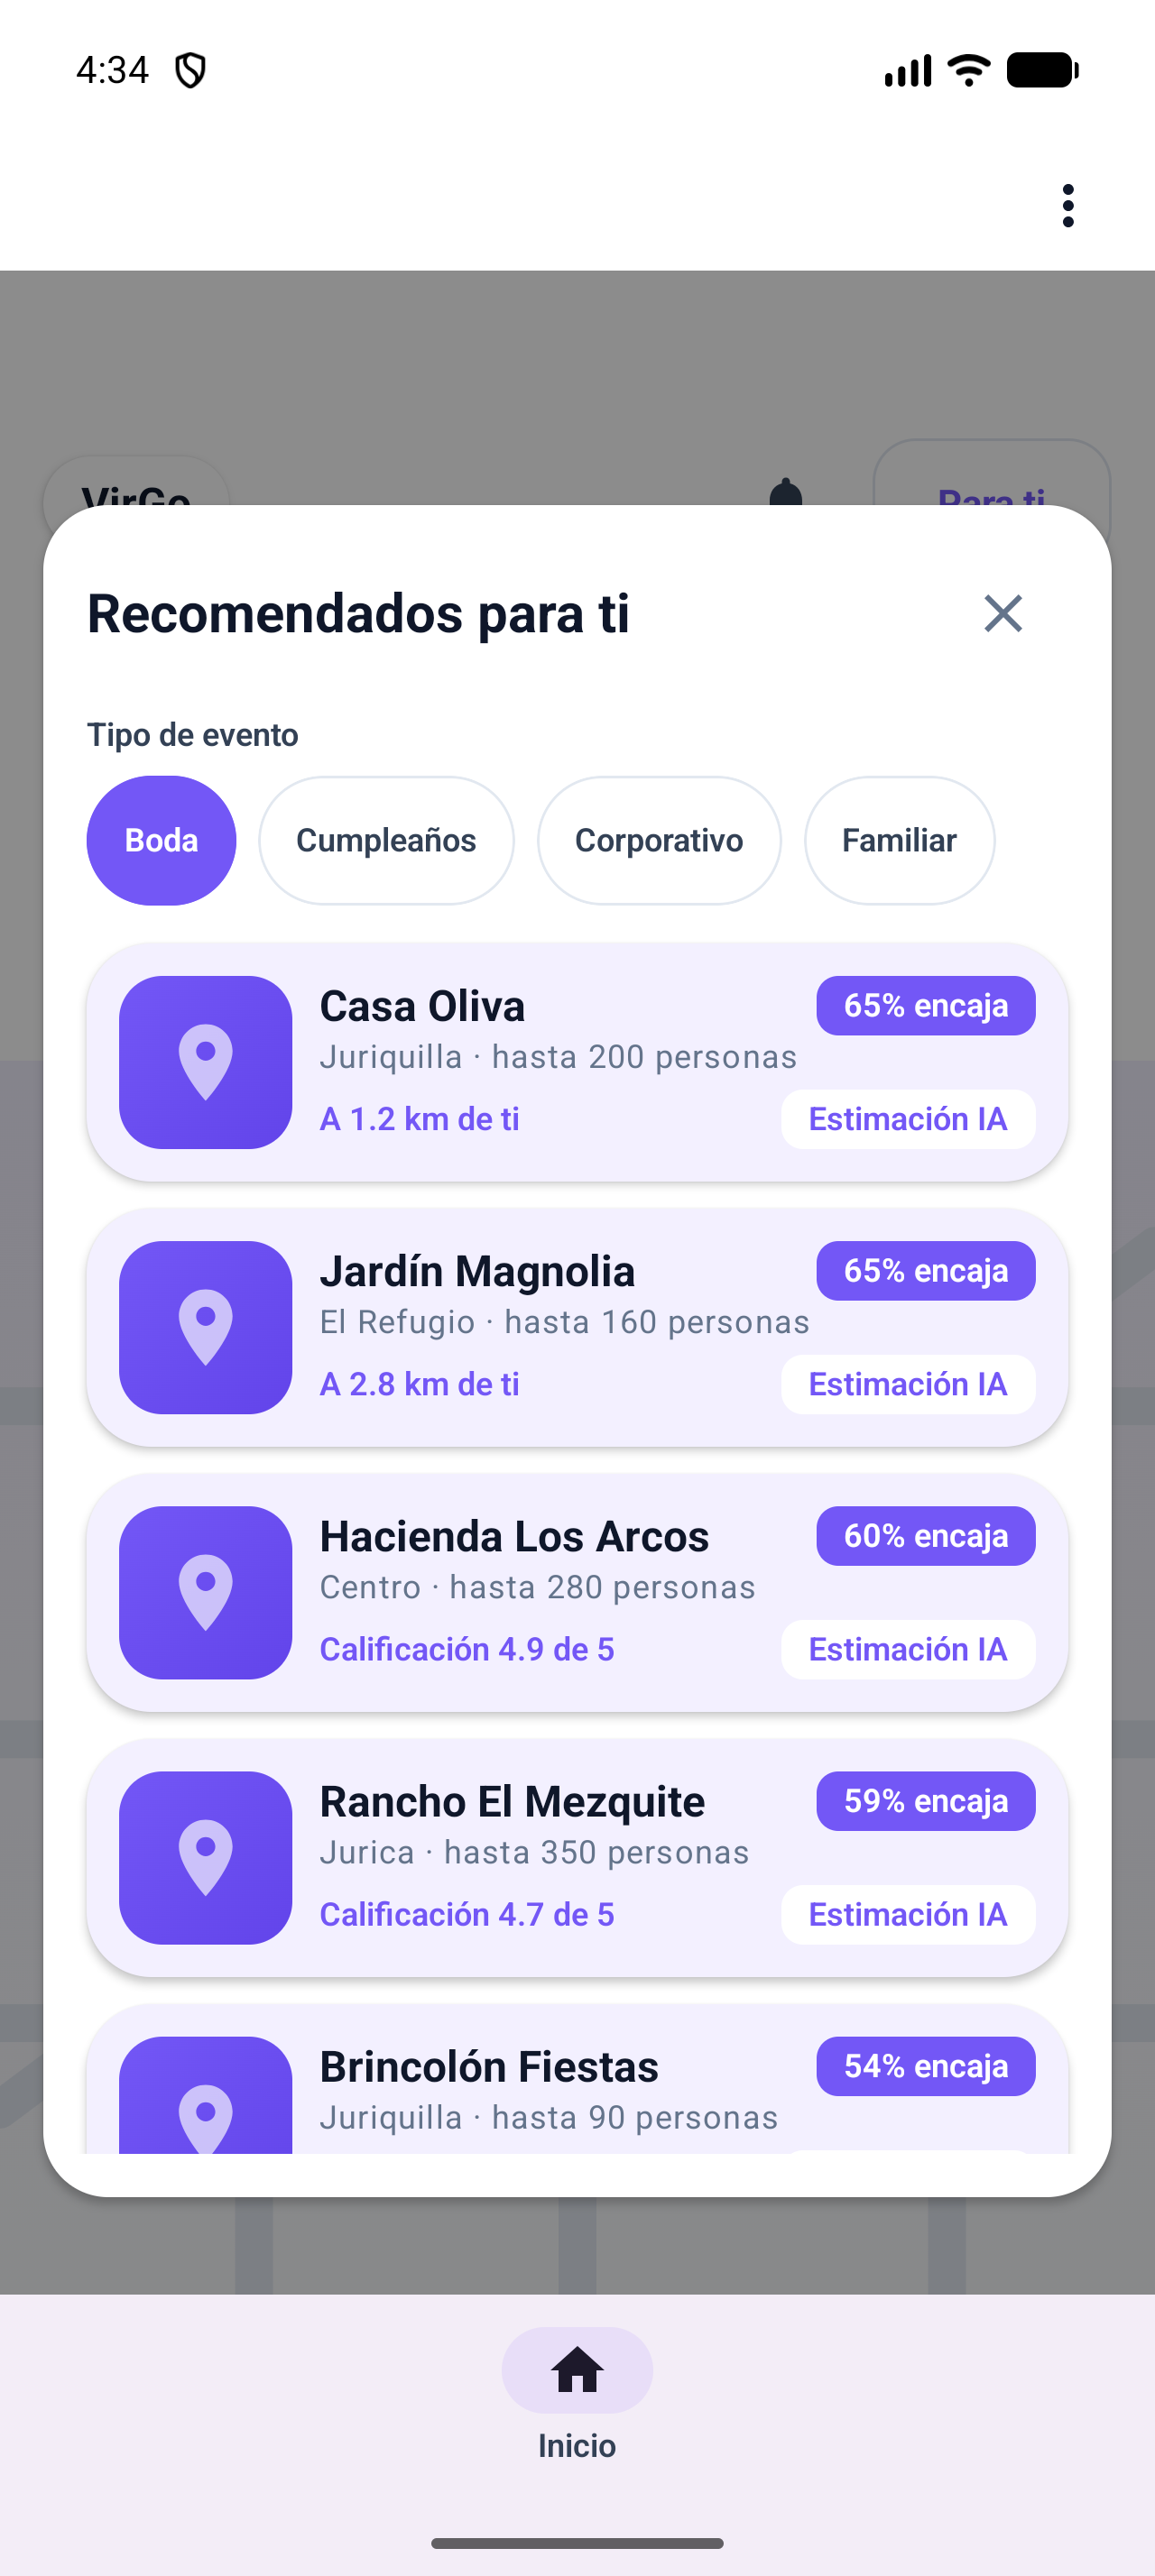 4:34
VirGo
Para ti
Recomendados para ti
Tipo de evento
Boda
Cumpleaños
Corporativo
Familiar
Casa Oliva
65% encaja
Juriquilla · hasta 200 personas
A 1.2 km de ti
Estimación IA
Jardín Magnolia
65% encaja
El Refugio · hasta 160 personas
A 2.8 km de ti
Estimación IA
Hacienda Los Arcos
60% encaja
Centro · hasta 280 personas
Calificación 4.9 de 5
Estimación IA
Rancho El Mezquite
59% encaja
Jurica · hasta 350 personas
Calificación 4.7 de 5
Estimación IA
Brincolón Fiestas
54% encaja
Juriquilla · hasta 90 personas
Inicio